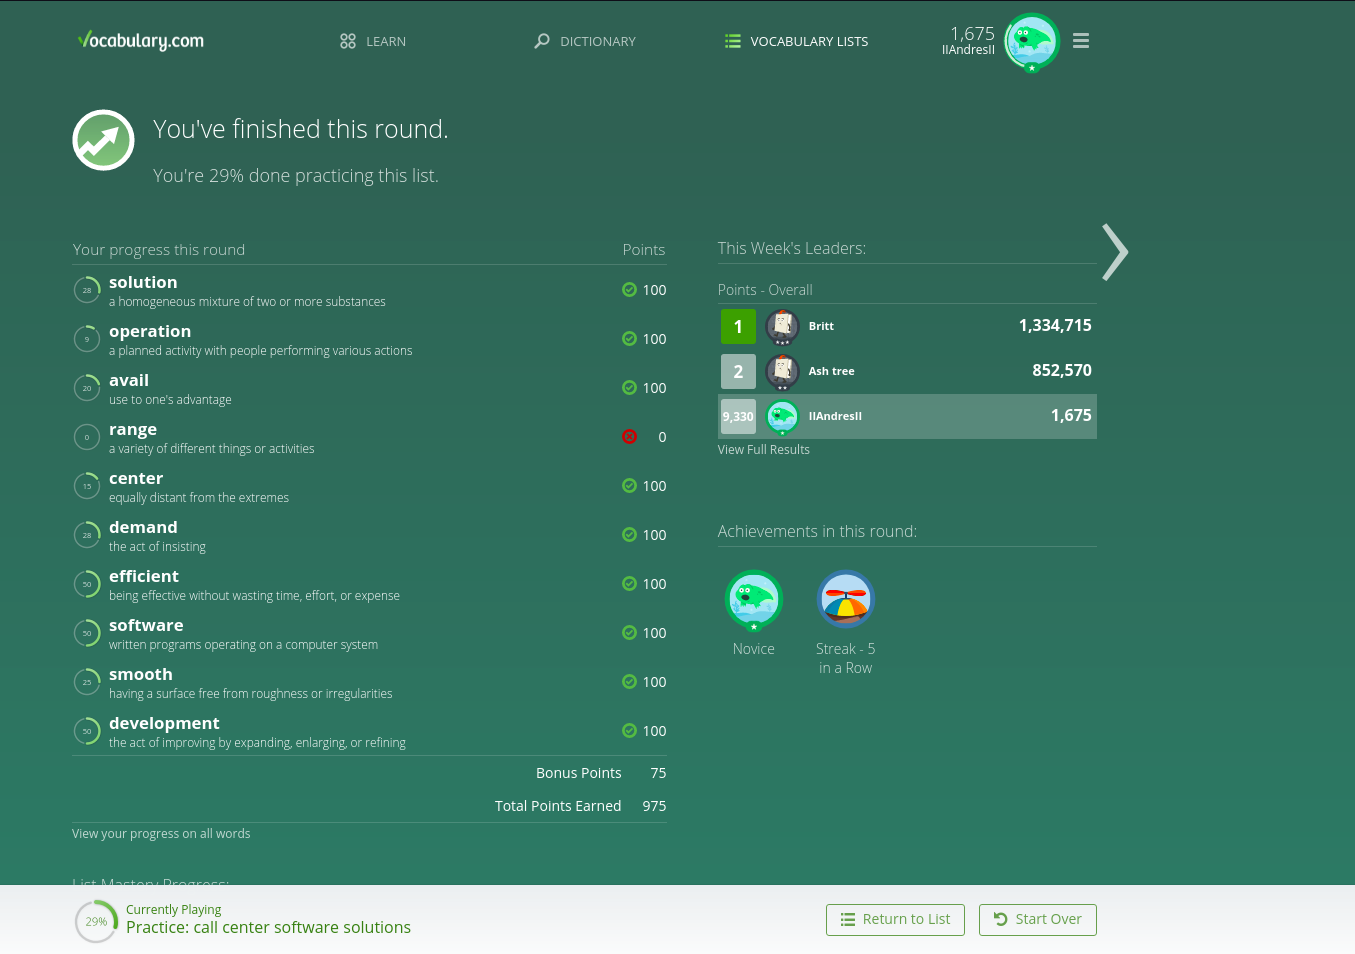 Vocabulary.com
LEARN
DICTIONARY
VOCABULARY LISTS
1,675
IIAndresII
You've finished this round.
You're 29% done practicing this list.
Your progress this round Points
28 solution 100
a homogeneous mixture of two or more substances
9 operation 100
a planned activity with people performing various actions
20 avail 100
use to one's advantage
0 range 0
a variety of different things or activities
15 center 100
equally distant from the extremes
28 demand 100
the act of insisting
50 efficient 100
being effective without wasting time, effort, or expense
50 software 100
written programs operating on a computer system
25 smooth 100
having a surface free from roughness or irregularities
50 development 100
the act of improving by expanding, enlarging, or refining
Bonus Points 75
Total Points Earned 975
View your progress on all words
List Mastery Progress:
This Week's Leaders:
Points - Overall
1 Britt 1,334,715
2 Ash tree 852,570
9,330 IIAndresII 1,675
View Full Results
Achievements in this round:
Novice
Streak - 5
in a Row
29%
Currently Playing
Practice: call center software solutions
Return to List
Start Over